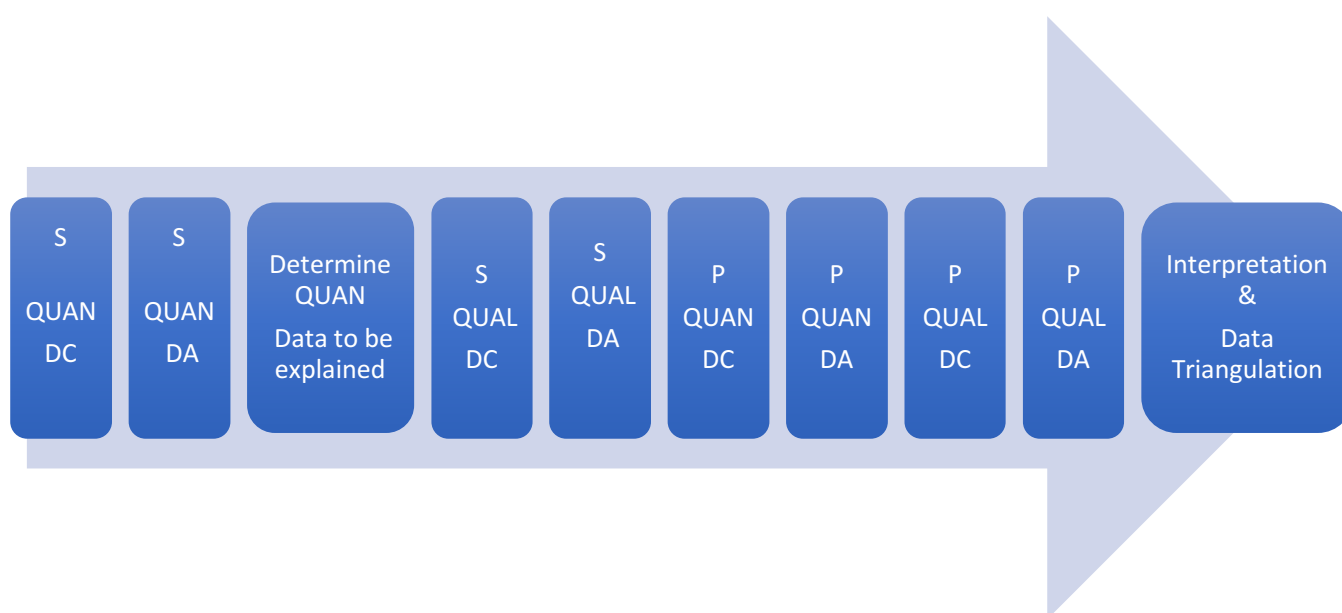 S
QUAN
DC
S
QUAN
DA
Determine
QUAN
Data to be
explained
S
QUAL
DC
S
QUAL
DA
P
QUAN
DC
P
QUAN
DA
P
QUAL
DC
P
QUAL
DA
Interpretation
&
Data
Triangulation